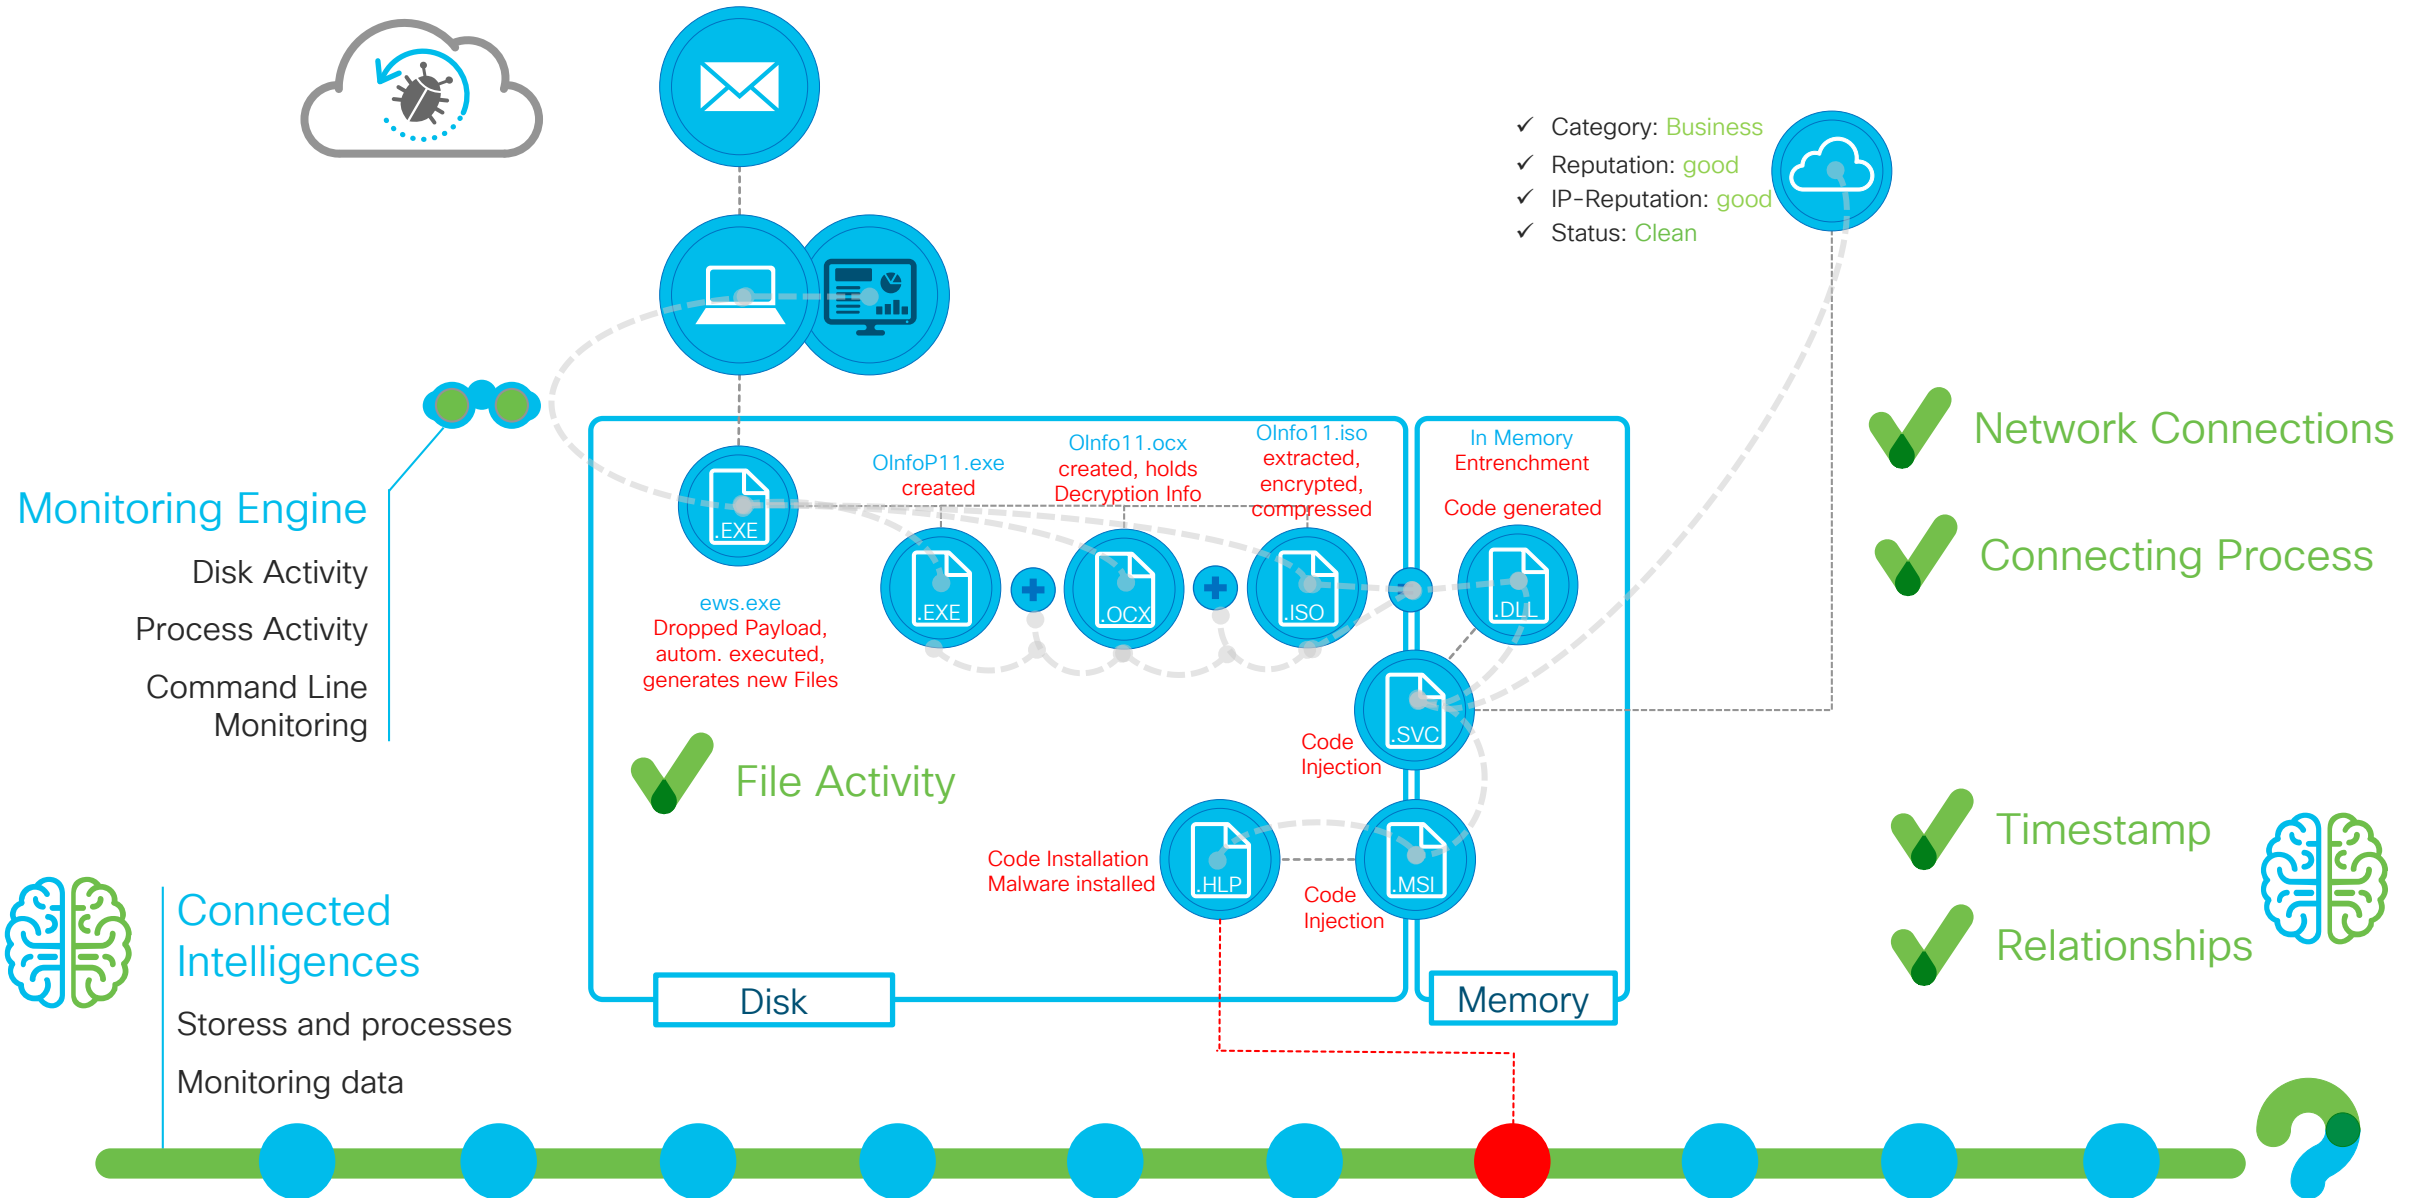 ✓ Category: Business
✓ Reputation: good
✓ IP-Reputation: good
✓ Status: Clean
Monitoring Engine
Disk Activity
Process Activity
Command Line
Monitoring
Connected
Intelligences
Storess and processes
Monitoring data
.EXE
ews.exe
Dropped Payload,
autom. executed,
generates new Files
OInfoP11.exe
created
.EXE
OInfo11.ocx
created, holds
Decryption Info
.OCX
OInfo11.iso
extracted,
encrypted,
compressed
.ISO
In Memory
Entrenchment
Code generated
.DLL
.SVC
Code
Injection
File Activity
Code Installation
Malware installed
.HLP
Code
Injection
.MSI
Disk
Memory
Network Connections
Connecting Process
Timestamp
Relationships